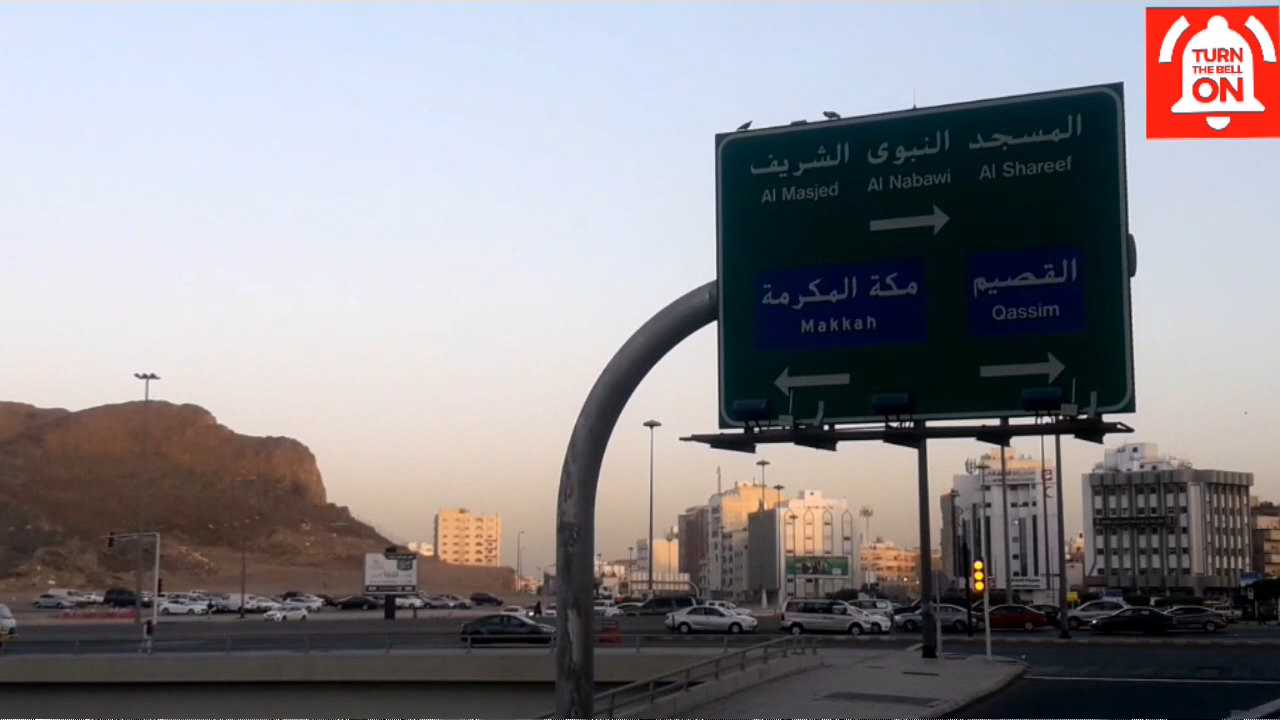 المسجد النبوى الشريف
Al Masjed Al Nabawi Al Shareef
القصيم
Qassim
مكة المكرمة
Makkah
TURN
THE BELL
ON